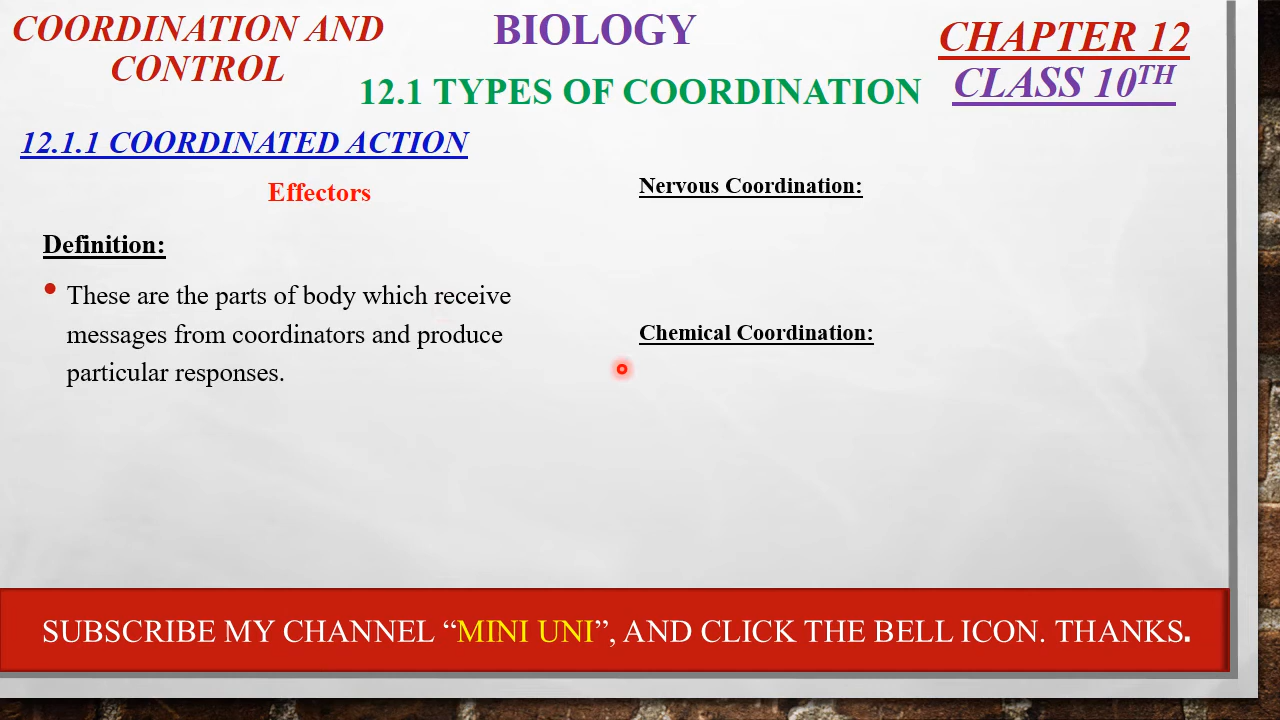 COORDINATION AND
CONTROL
BIOLOGY
12.1 TYPES OF COORDINATION
CHAPTER 12
CLASS 10TH
12.1.1 COORDINATED ACTION
Effectors
Definition:
• These are the parts of body which receive
messages from coordinators and produce
particular responses.
Nervous Coordination:
Chemical Coordination:
SUBSCRIBE MY CHANNEL “MINI UNI”, AND CLICK THE BELL ICON. THANKS.